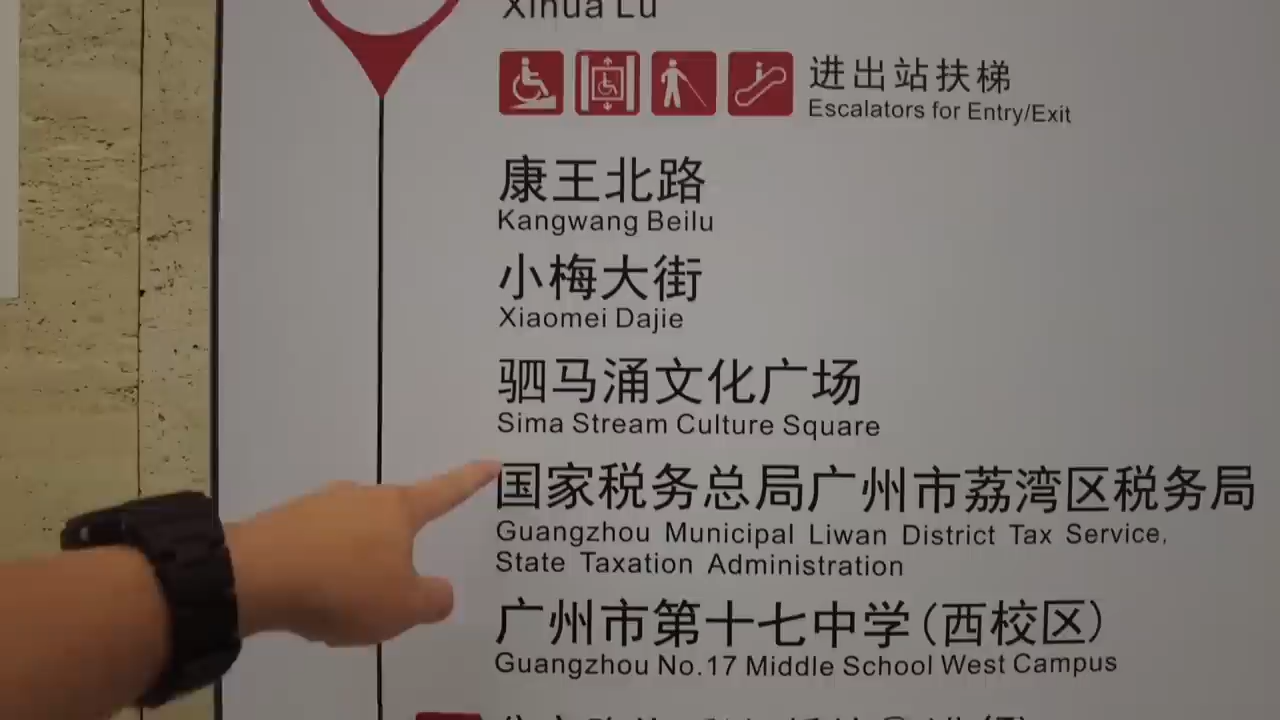 Xihua Lu
进出站扶梯
Escalators for Entry/Exit
康王北路
Kangwang Beilu
小梅大街
Xiaomei Dajie
驷马涌文化广场
Sima Stream Culture Square
国家税务总局广州市荔湾区税务局
Guangzhou Municipal Liwan District Tax Service,
State Taxation Administration
广州市第十七中学(西校区)
Guangzhou No.17 Middle School West Campus